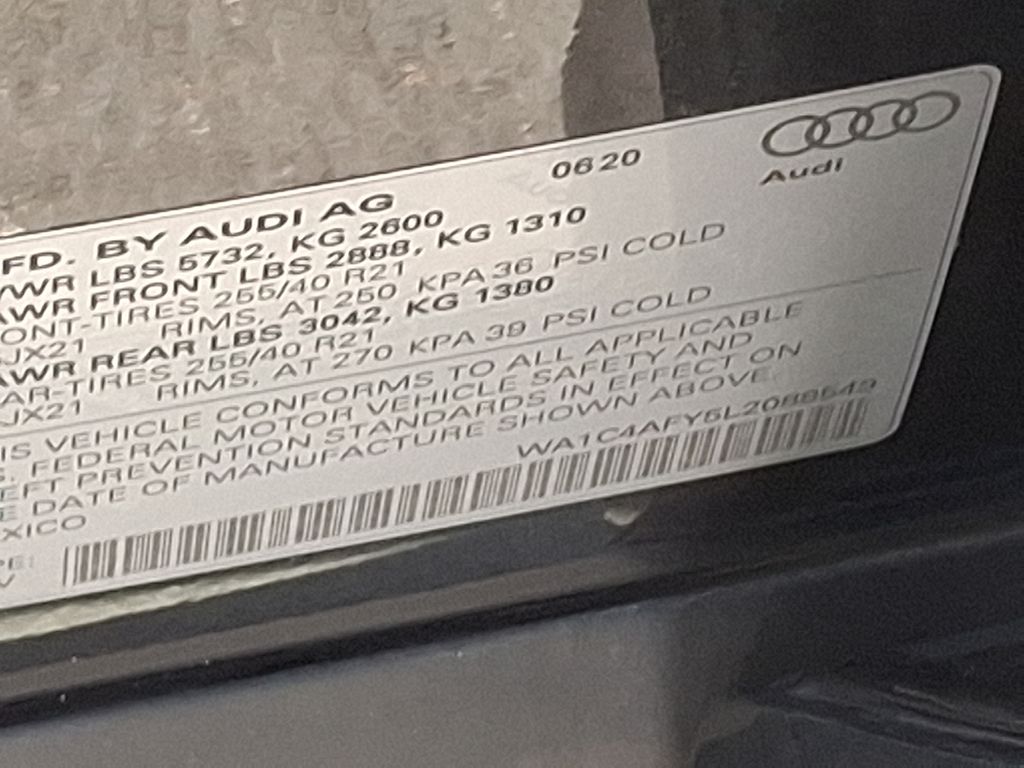 0620
Audi
FD. BY AUDI AG
VWR LBS 5732, KG 2600
AWR FRONT LBS 2888, KG 1310
ONT-TIRES 255/40 R21
JX21 RIMS, AT 250 KPA 36 PSI COLD
AWR REAR LBS 3042, KG 1380
AR-TIRES 255/40 R21
JX21 RIMS, AT 270 KPA 39 PSI COLD
IS VEHICLE CONFORMS TO ALL APPLICABLE
S. FEDERAL MOTOR VEHICLE SAFETY AND
EFT PREVENTION STANDARDS IN EFFECT ON
E DATE OF MANUFACTURE SHOWN ABOVE
XICO